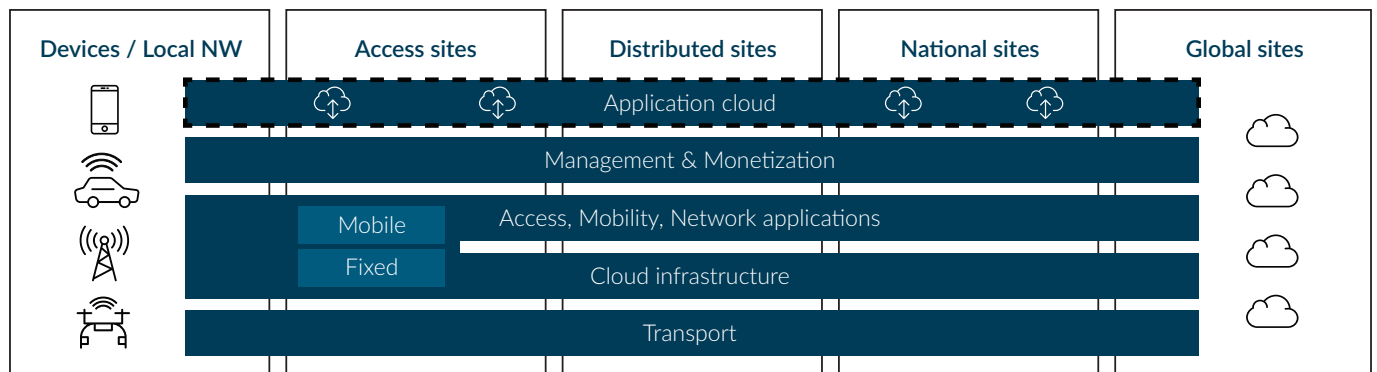 Devices / Local NW
Access sites
Distributed sites
National sites
Global sites
Application cloud
Management & Monetization
Access, Mobility, Network applications
Mobile
Fixed
Cloud infrastructure
Transport